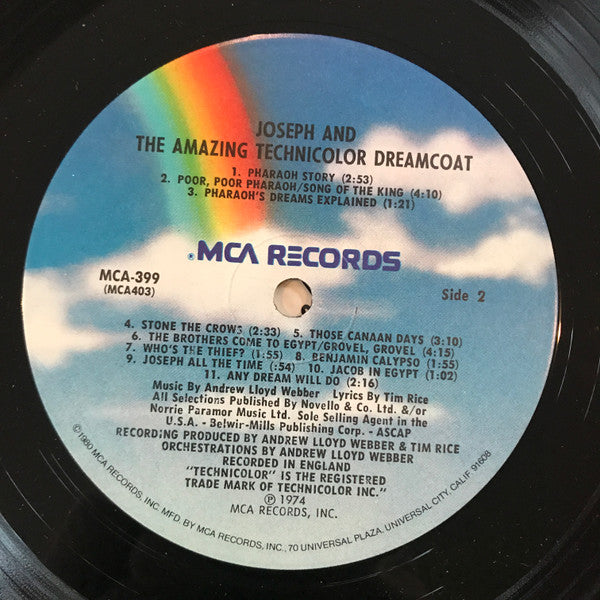 JOSEPH AND
THE AMAZING TECHNICOLOR DREAMCOAT
1. PHARAOH STORY (2:53)
2. POOR, POOR PHARAOH/SONG OF THE KING (4:10)
3. PHARAOH'S DREAMS EXPLAINED (1:21)
®MCA RECORDS
MCA-399
(MCA403)
Side 2
4. STONE THE CROWS (2:33) 5. THOSE CANAAN DAYS (3:10)
6. THE BROTHERS COME TO EGYPT/GROVEL, GROVEL (4:15)
7. WHO'S THE THIEF? (1:55) 8. BENJAMIN CALYPSO (1:55)
9. JOSEPH ALL THE TIME (:54) 10. JACOB IN EGYPT (1:02)
11. ANY DREAM WILL DO (2:16)
Music By Andrew Lloyd Webber Lyrics By Tim Rice
All Selections Published By Novello & Co. Ltd. &/or
Norrie Paramor Music Ltd. Sole Selling Agent in the
U.S.A. - Belwir-Mills Publishing Corp. - ASCAP
RECORDING PRODUCED BY ANDREW LLOYD WEBBER & TIM RICE
ORCHESTRATIONS BY ANDREW LLOYD WEBBER
RECORDED IN ENGLAND
"TECHNICOLOR" IS THE REGISTERED
TRADE MARK OF TECHNICOLOR INC."
℗ 1974
MCA RECORDS, INC.
©1980 MCA RECORDS, INC. MFD. BY MCA RECORDS, INC., 70 UNIVERSAL PLAZA, UNIVERSAL CITY, CALIF. 91608